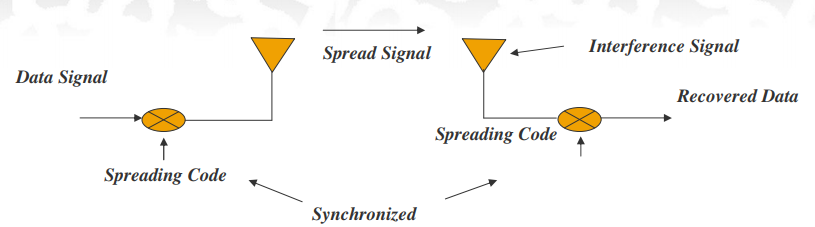 Data Signal
Spread Signal
Interference Signal
Recovered Data
Spreading Code
Spreading Code
Synchronized